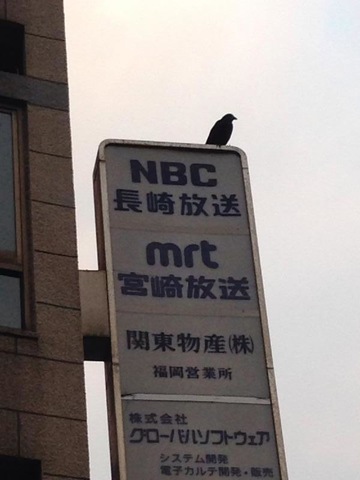 NBC
長崎放送
mrt
宮崎放送
関東物産(株)
福岡営業所
株式会社
グローバルソフトウェア
システム開発
電子カルテ開発・販売